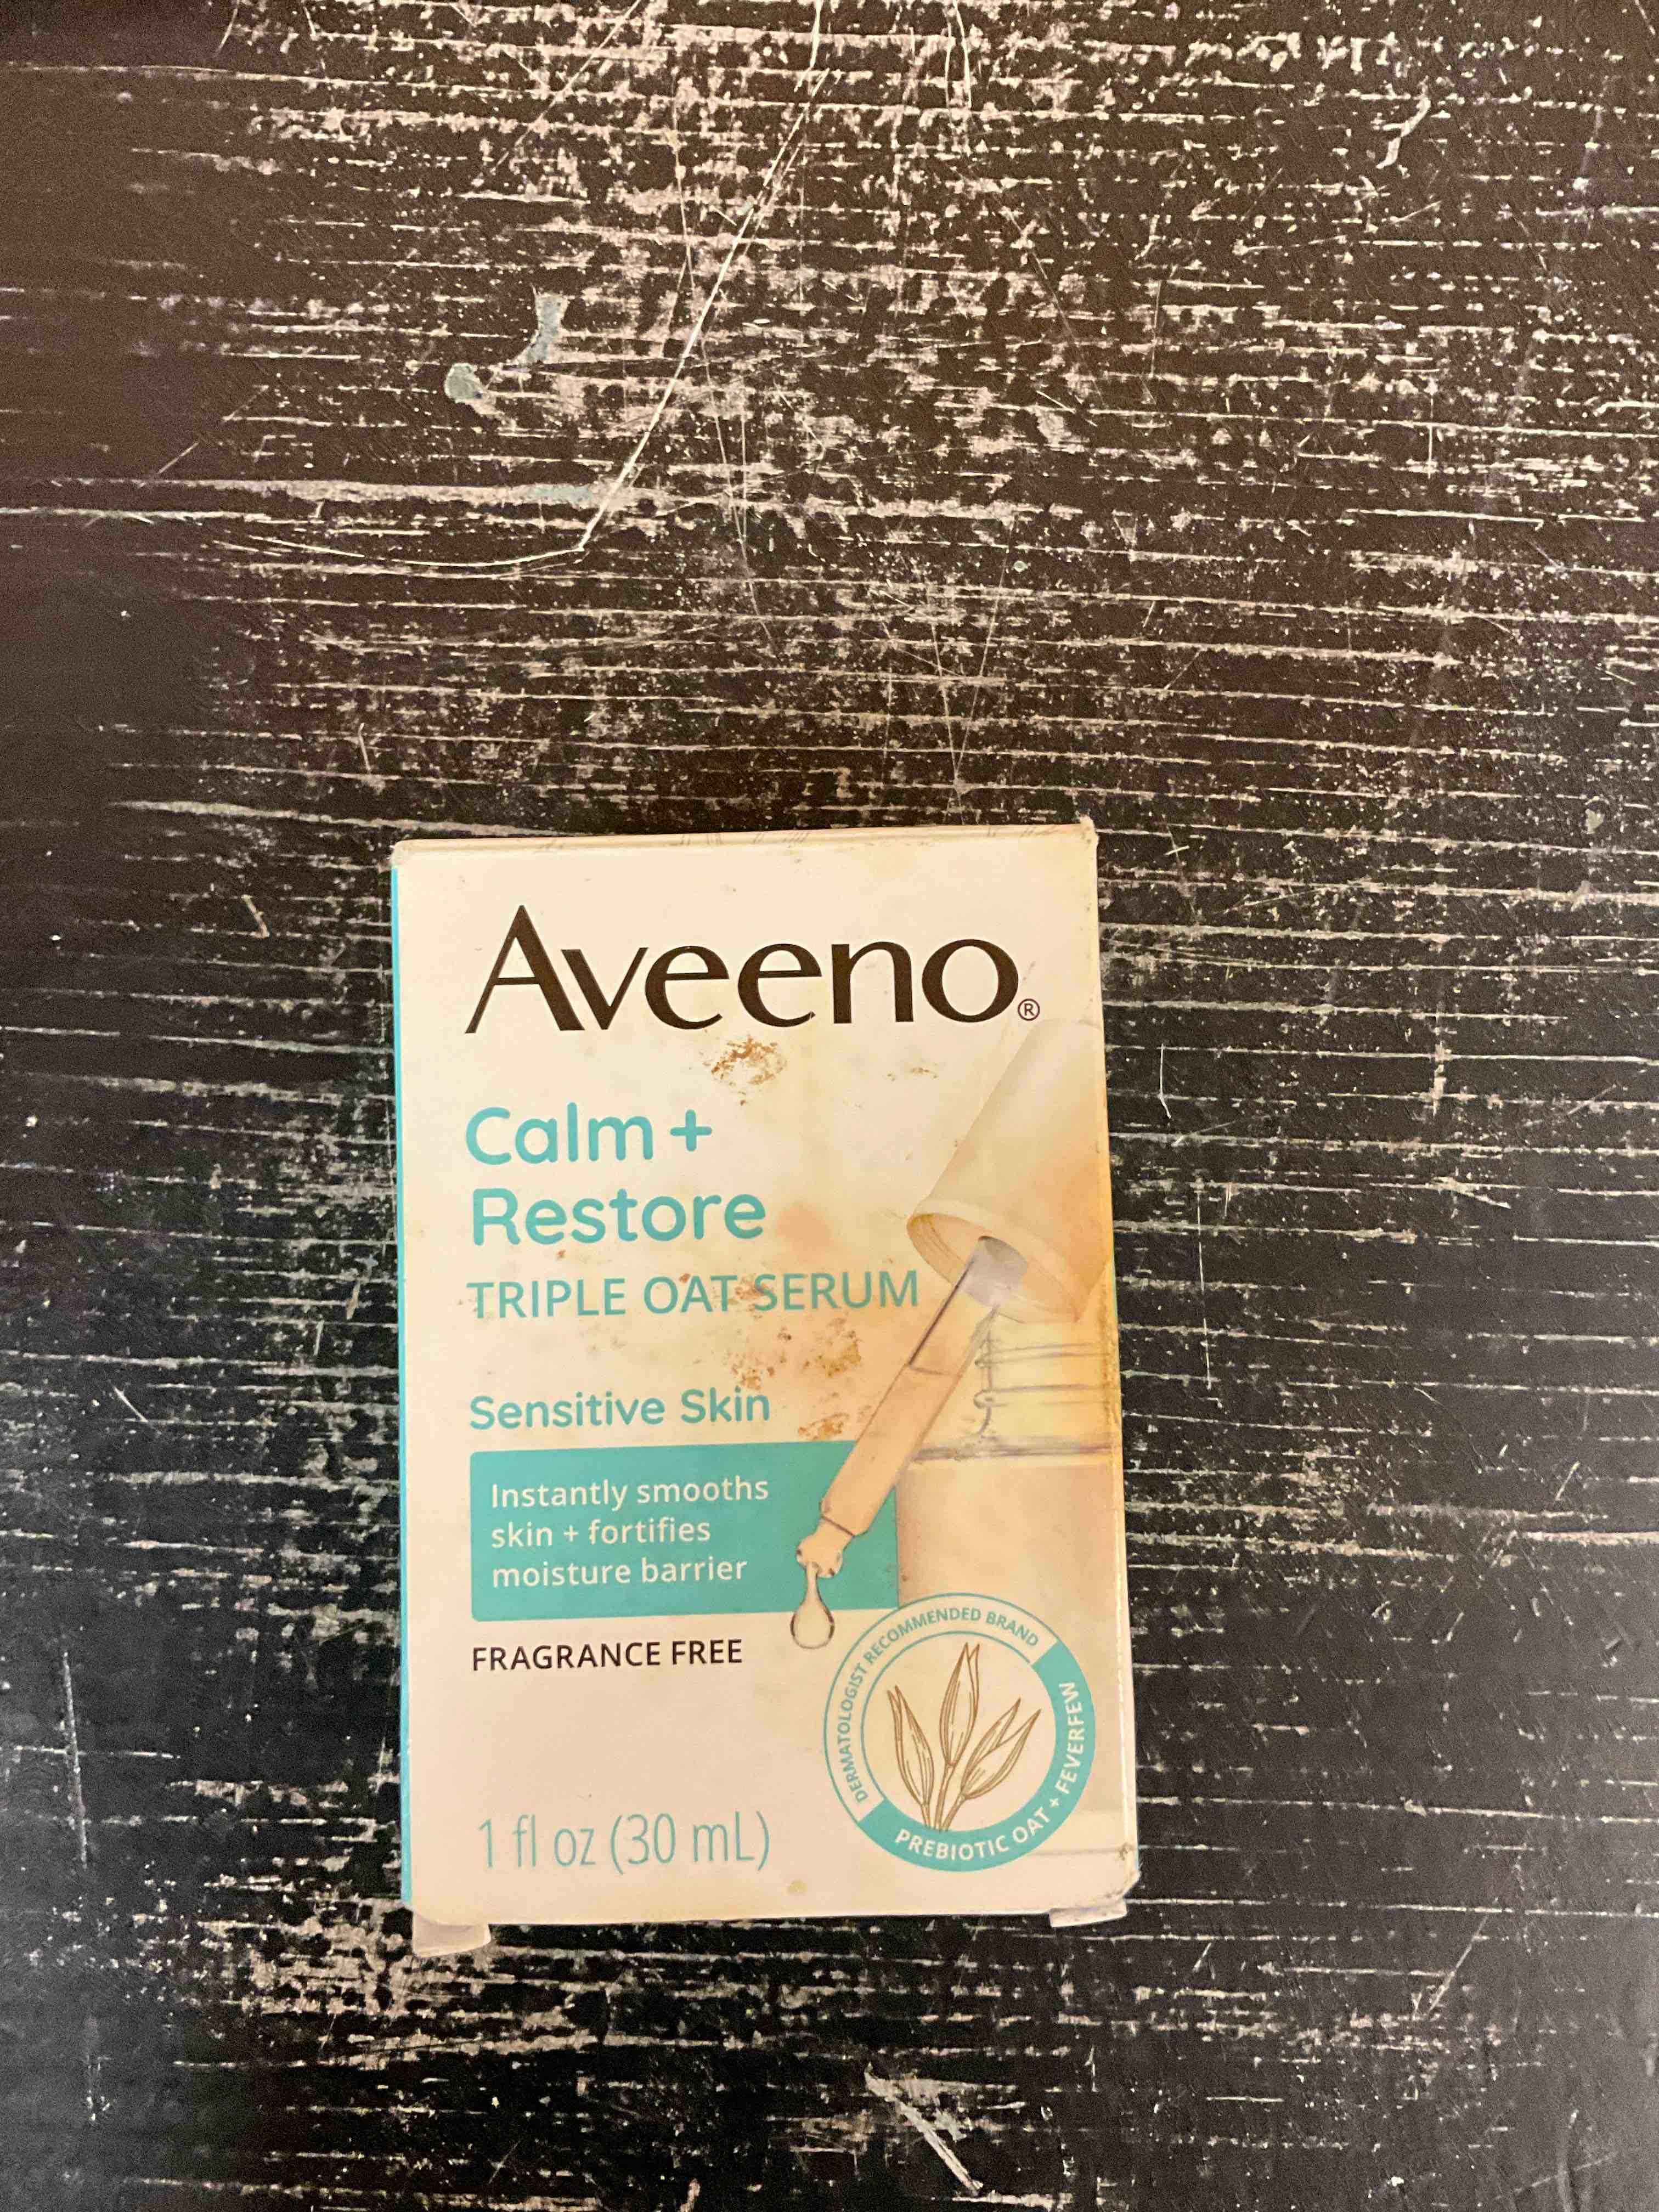 Aveeno®
Calm +
Restore
TRIPLE OAT SERUM
Sensitive Skin
Instantly smooths
skin + fortifies
moisture barrier
FRAGRANCE FREE
DERMATOLOGIST RECOMMENDED BRAND
PREBIOTIC OAT + FEVERFEW
1 fl oz (30 mL)